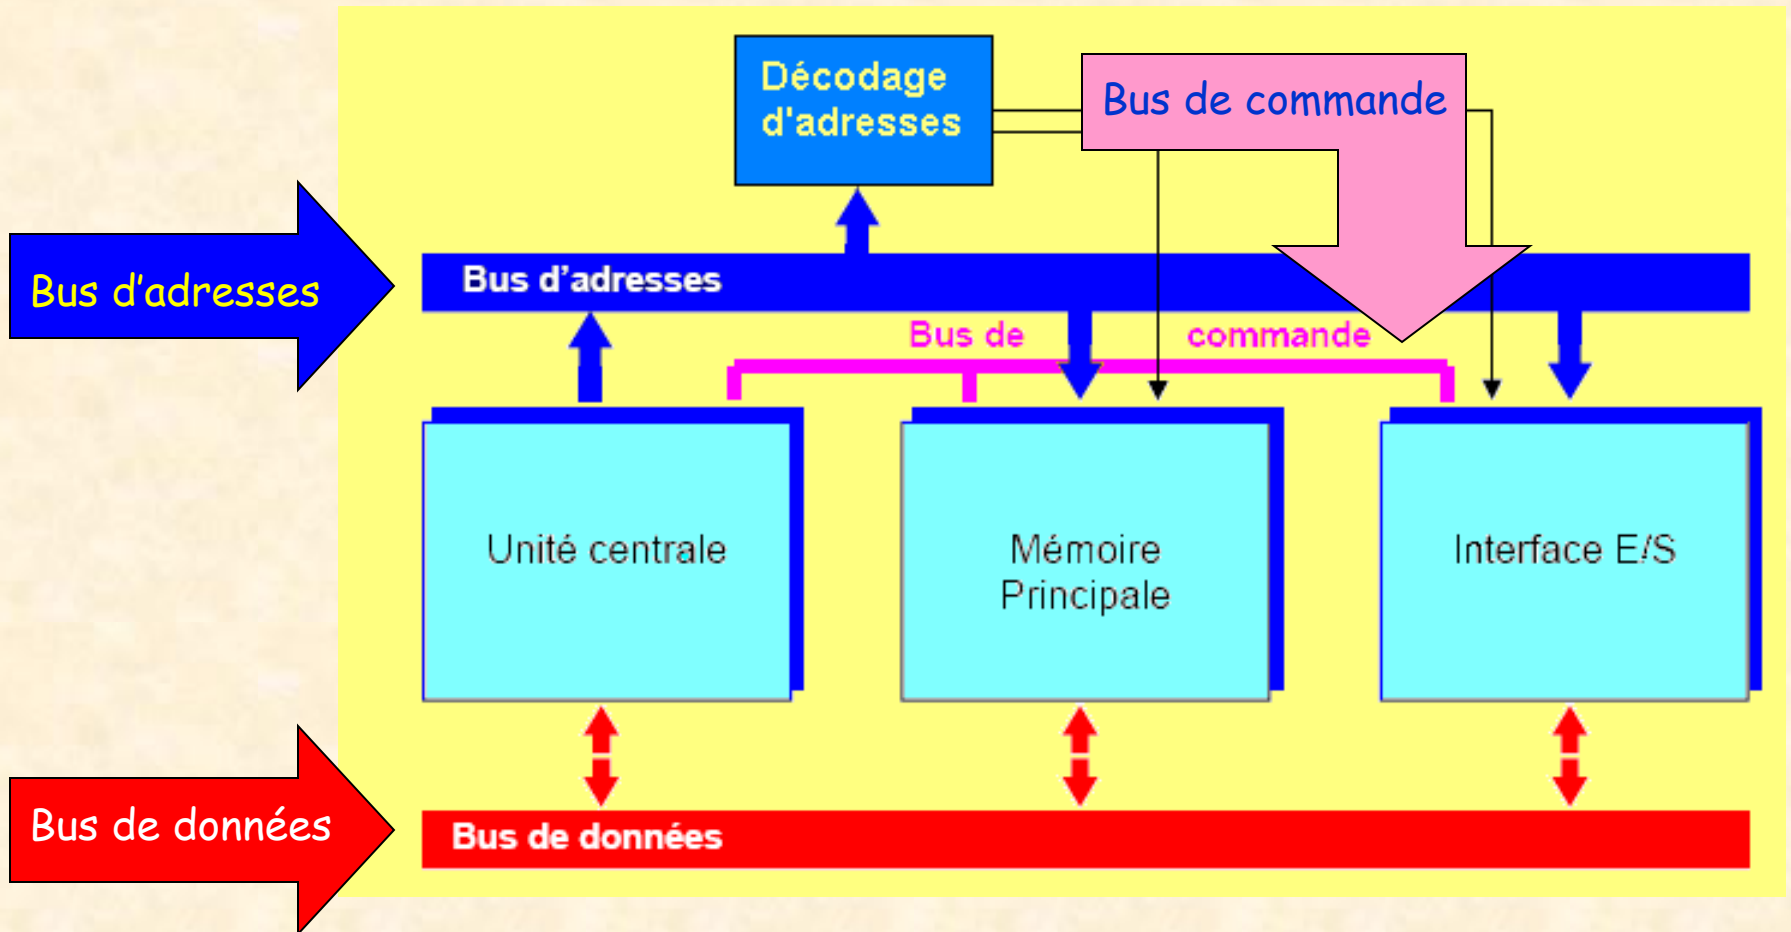 Décodage
d'adresses
Bus de commande
Bus d’adresses
Bus d’adresses
Bus de commande
Unité centrale
Mémoire
Principale
Interface E/S
Bus de données
Bus de données